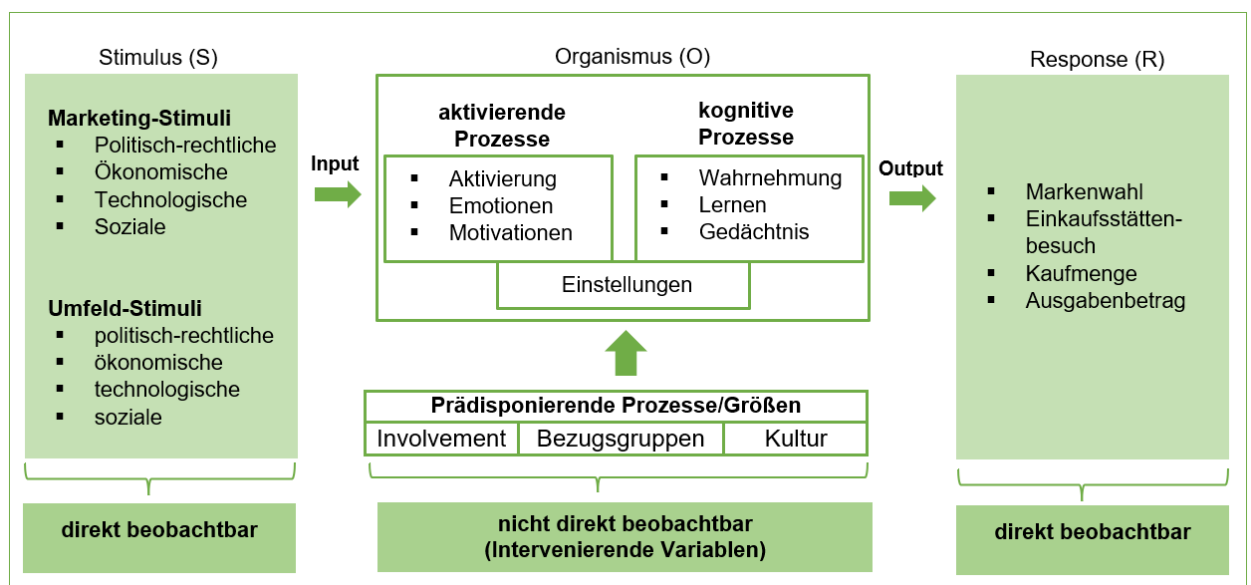 Stimulus (S)
Marketing-Stimuli
Politisch-rechtliche
Ökonomische
Technologische
Soziale
Umfeld-Stimuli
politisch-rechtliche
ökonomische
technologische
soziale
direkt beobachtbar
Input
Organismus (O)
aktivierende
Prozesse
Aktivierung
Emotionen
Motivationen
kognitive
Prozesse
Wahrnehmung
Lernen
Gedächtnis
Einstellungen
Prädisponierende Prozesse/Größen
Involvement
Bezugsgruppen
Kultur
nicht direkt beobachtbar
(Intervenierende Variablen)
Output
Response (R)
Markenwahl
Einkaufsstätten-
besuch
Kaufmenge
Ausgabenbetrag
direkt beobachtbar